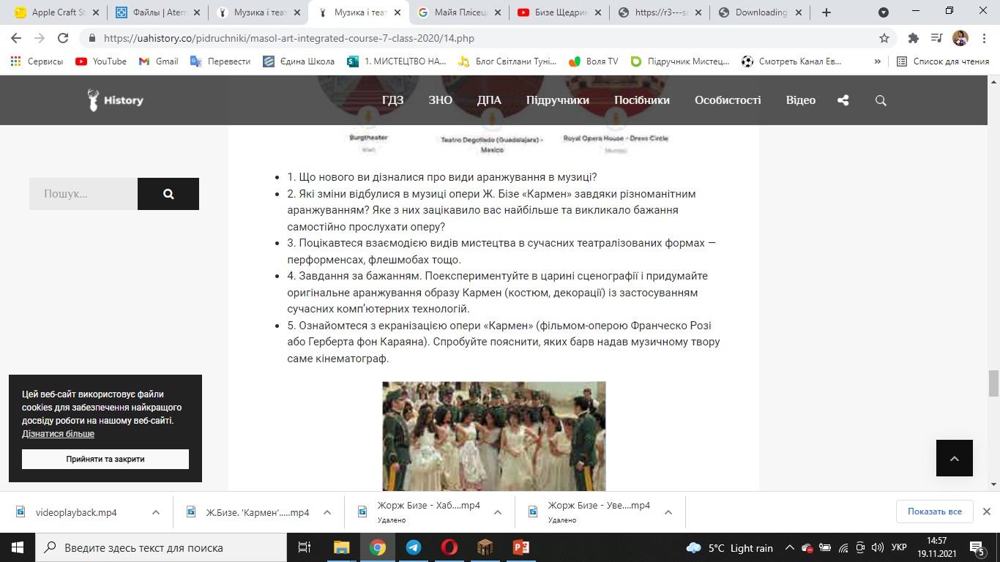 Apple Craft St
Файлы | Atern
Музика і теат
Музика і теат
Майя Плісець
Бизе Щедрин
https://r3---sn
Downloading
https://uahistory.co/pidruchniki/masol-art-integrated-course-7-class-2020/14.php
Сервисы
YouTube
Gmail
Перевести
Єдина Школа
1. МИСТЕЦТВО НА...
Блог Світлани Туні...
Воля TV
Підручник Мистец...
Смотреть Канал Ев...
»
Список для чтения
History
ГДЗ
ЗНО
ДПА
Підручники
Посібники
Особистості
Відео
Burgtheater
Teatro Degollado (Guadalajara) -
Mexico
Royal Opera House - Dress Circle
Mumbai
Пошук...
1. Що нового ви дізналися про види аранжування в музиці?
2. Які зміни відбулися в музиці опери Ж. Бізе «Кармен» завдяки різноманітним
аранжуванням? Яке з них зацікавило вас найбільше та викликало бажання
самостійно прослухати оперу?
3. Поцікавтеся взаємодією видів мистецтва в сучасних театралізованих формах —
перформенсах, флешмобах тощо.
4. Завдання за бажанням. Поекспериментуйте в царині сценографії і придумайте
оригінальне аранжування образу Кармен (костюм, декорації) із застосуванням
сучасних комп’ютерних технологій.
5. Ознайомтеся з екранізацією опери «Кармен» (фільмом-оперою Франческо Розі
або Герберта фон Караяна). Спробуйте пояснити, яких барв надав музичному твору
саме кінематограф.
Цей веб-сайт використовує файли
cookies для забезпечення найкращого
досвіду роботи на нашому веб-сайті.
Дізнатися більше
Прийняти та закрити
videoplayback.mp4
Ж.Бизе. 'Кармен'.....mp4
Жорж Бизе - Хаб....mp4
Удалено
Жорж Бизе - Уве....mp4
Удалено
Показать все
Введите здесь текст для поиска
5°C Light rain
УКР
14:57
19.11.2021
5